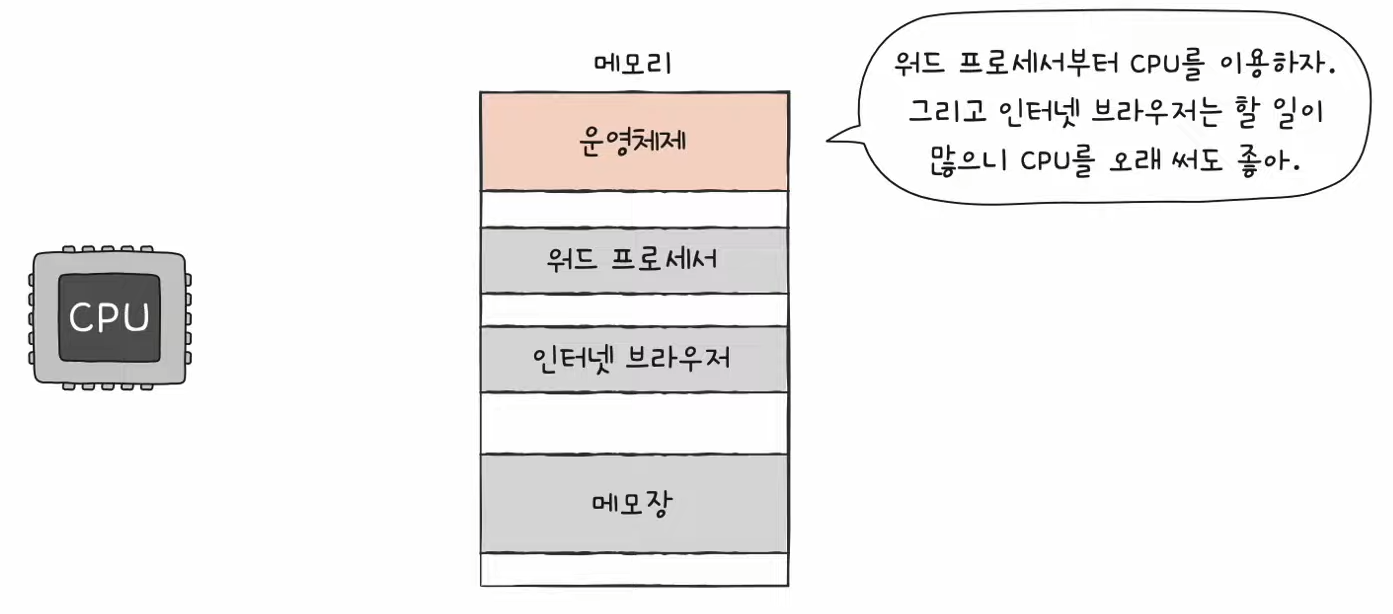 메모리
워드 프로세서부터 CPU를 이용하자.
그리고 인터넷 브라우저는 할 일이
많으니 CPU를 오래 써도 좋아.
운영체제
워드 프로세서
CPU
인터넷 브라우저
메모장